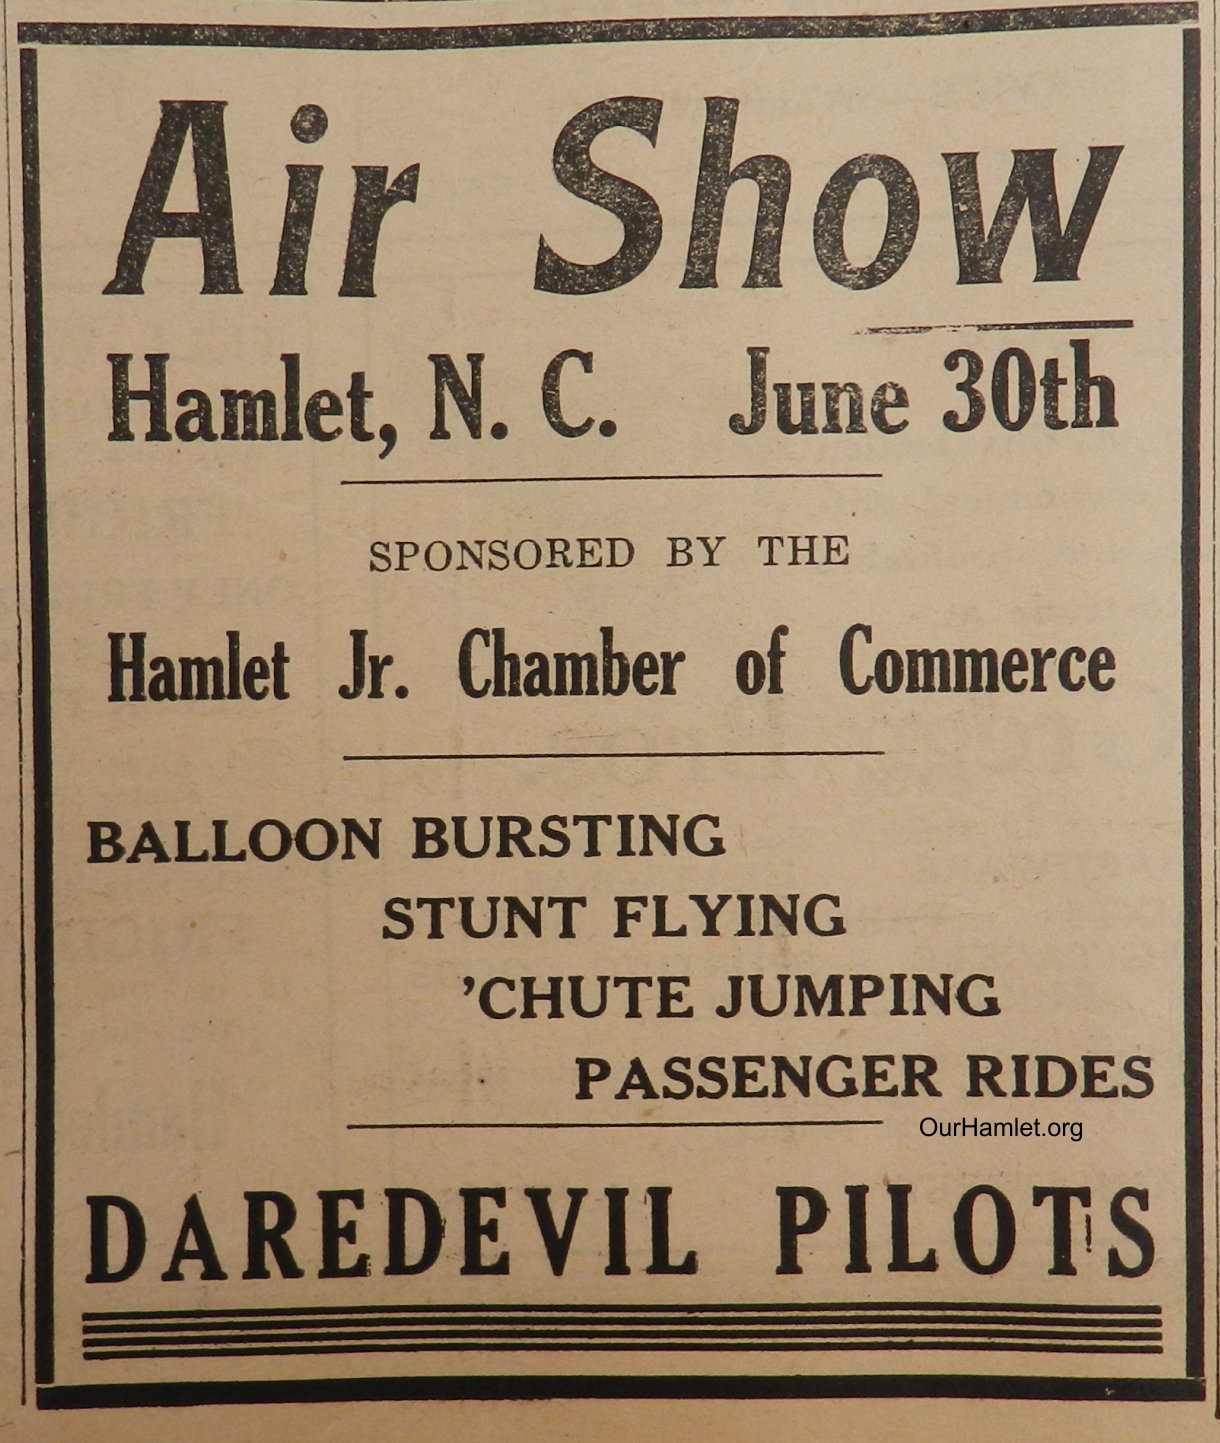 Air Show
Hamlet, N. C. June 30th
SPONSORED BY THE
Hamlet Jr. Chamber of Commerce
BALLOON BURSTING
STUNT FLYING
'CHUTE JUMPING
PASSENGER RIDES
OurHamlet.org
DAREDEVIL PILOTS